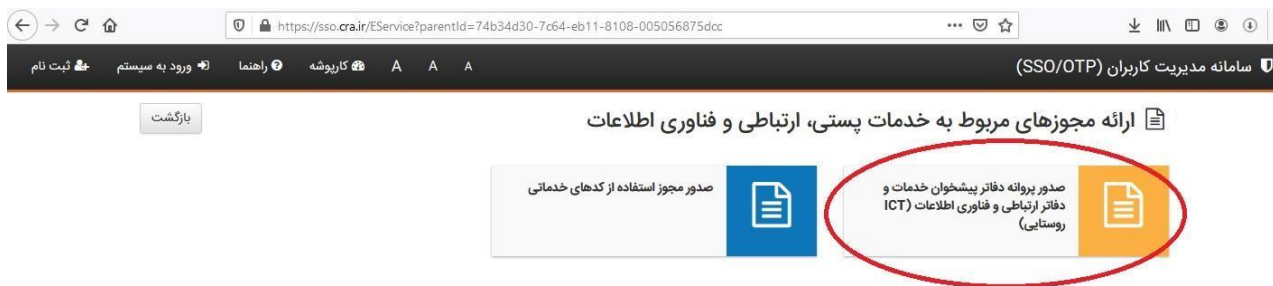 https://sso.cra.ir/EService?parentId=74b34d30-7c64-eb11-8108-005056875dcc
سامانه مدیریت کاربران (SSO/OTP)
A A A کارپوشه راهنما ورود به سیستم ثبت نام
ارائه مجوزهای مربوط به خدمات پستی، ارتباطی و فناوری اطلاعات
بازگشت
صدور پروانه دفاتر پیشخوان خدمات و
دفاتر ارتباطی و فناوری اطلاعات (ICT
روستایی)
صدور مجوز استفاده از کدهای خدماتی